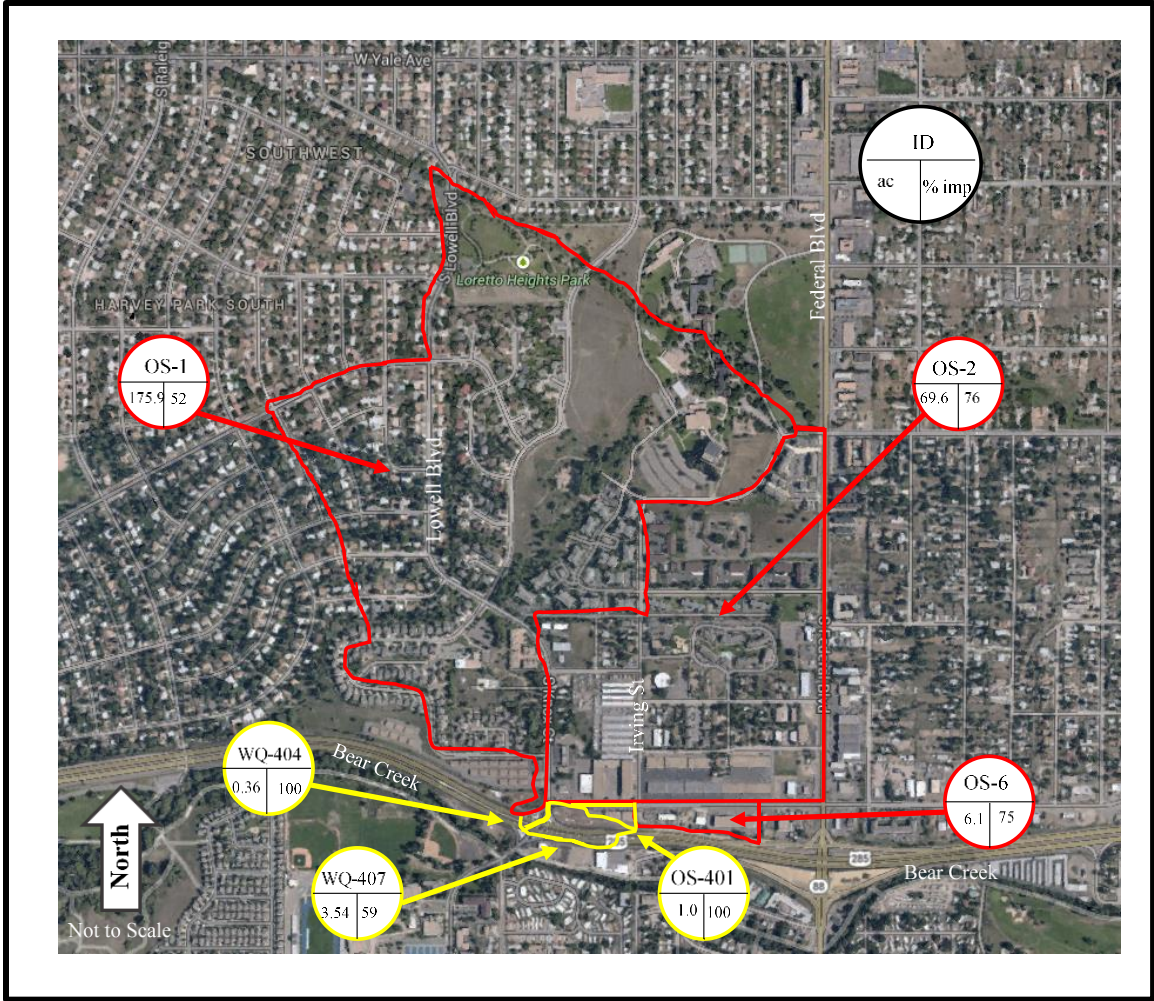 W Yale Ave
S Raleig
SOUTHWEST
ID
ac
% imp
S Lowell Blvd
Federal Blvd
Loretto Heights Park
HARVEY PARK SOUTH
OS-1
175.9
52
OS-2
69.6
76
Lowell Blvd
Irving St
WQ-404
0.36
100
Bear Creek
OS-6
6.1
75
North
WQ-407
3.54
59
OS-401
1.0
100
285
88
Bear Creek
Not to Scale